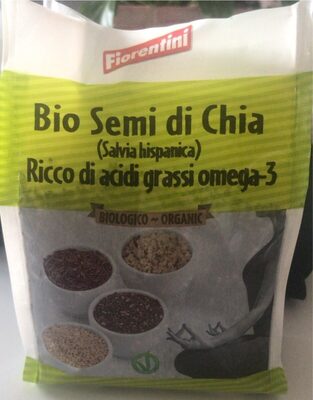 Fiorentini
Bio Semi di Chia
(Salvia hispanica)
Ricco di acidi grassi omega-3
BIOLOGICO ~ ORGANIC